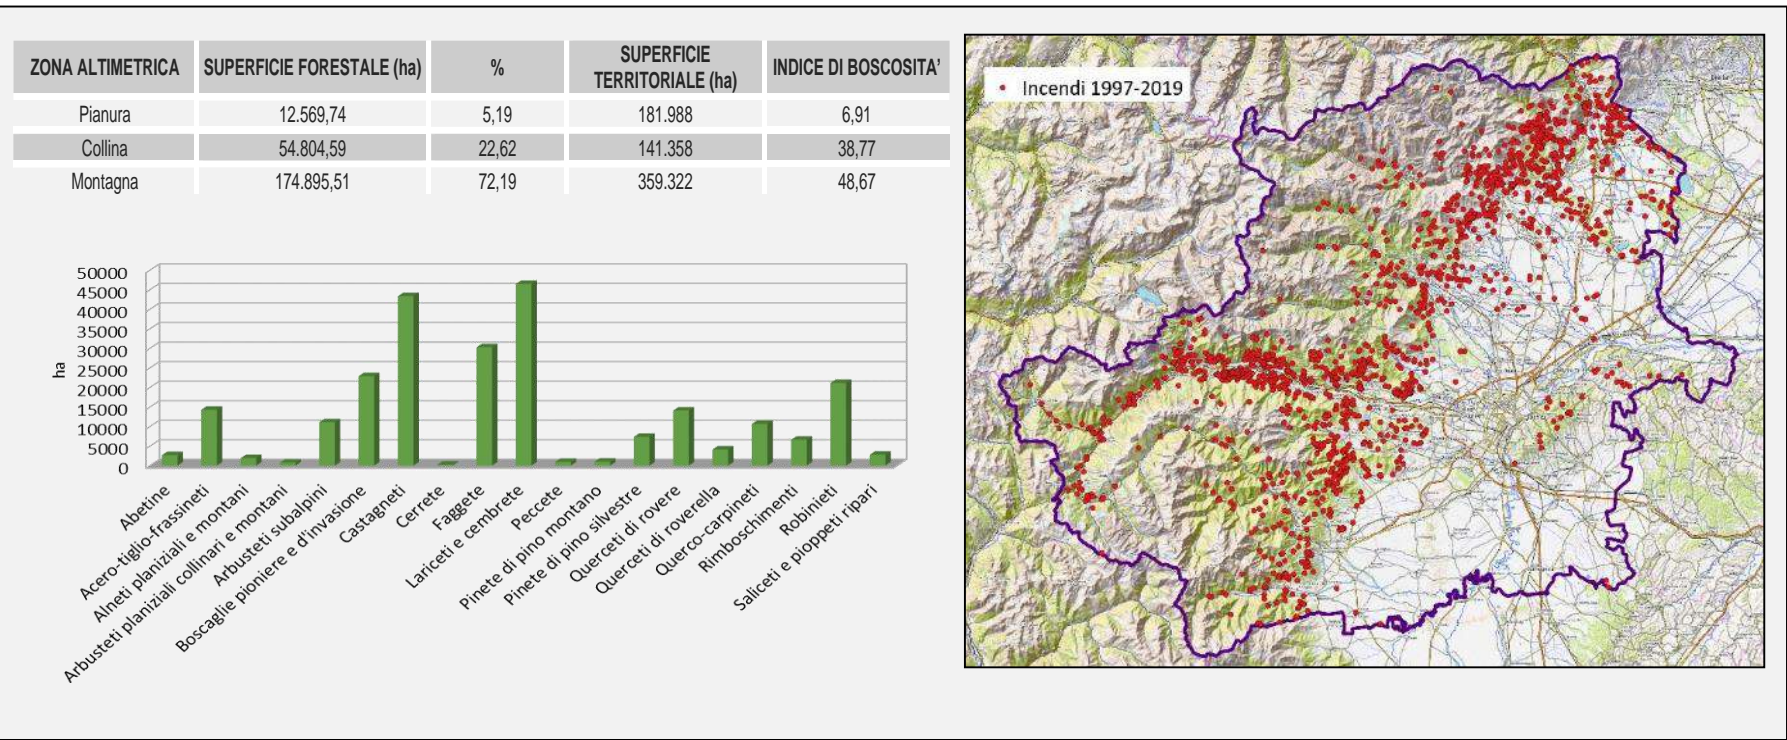 ZONA ALTIMETRICA SUPERFICIE FORESTALE (ha) % SUPERFICIE TERRITORIALE (ha) INDICE DI BOSCOSITA'
Pianura 12.569,74 5,19 181.988 6,91
Collina 54.804,59 22,62 141.358 38,77
Montagna 174.895,51 72,19 359.322 48,67
50000
45000
40000
35000
30000
25000
20000
15000
10000
5000
0
ha
Abetine
Acero-tiglio-frassineti
Alneti planiziali e montani
Arbusteti planiziali collinari e montani
Arbusteti subalpini
Boscaglie pioniere e d'invasione
Castagneti
Cerrete
Faggete
Lariceti e cembrete
Peccete
Pinete di pino montano
Pinete di pino silvestre
Querceti di rovere
Querceti di roverella
Querco-carpineti
Rimboschimenti
Robinieti
Saliceti e pioppeti ripari
Incendi 1997-2019